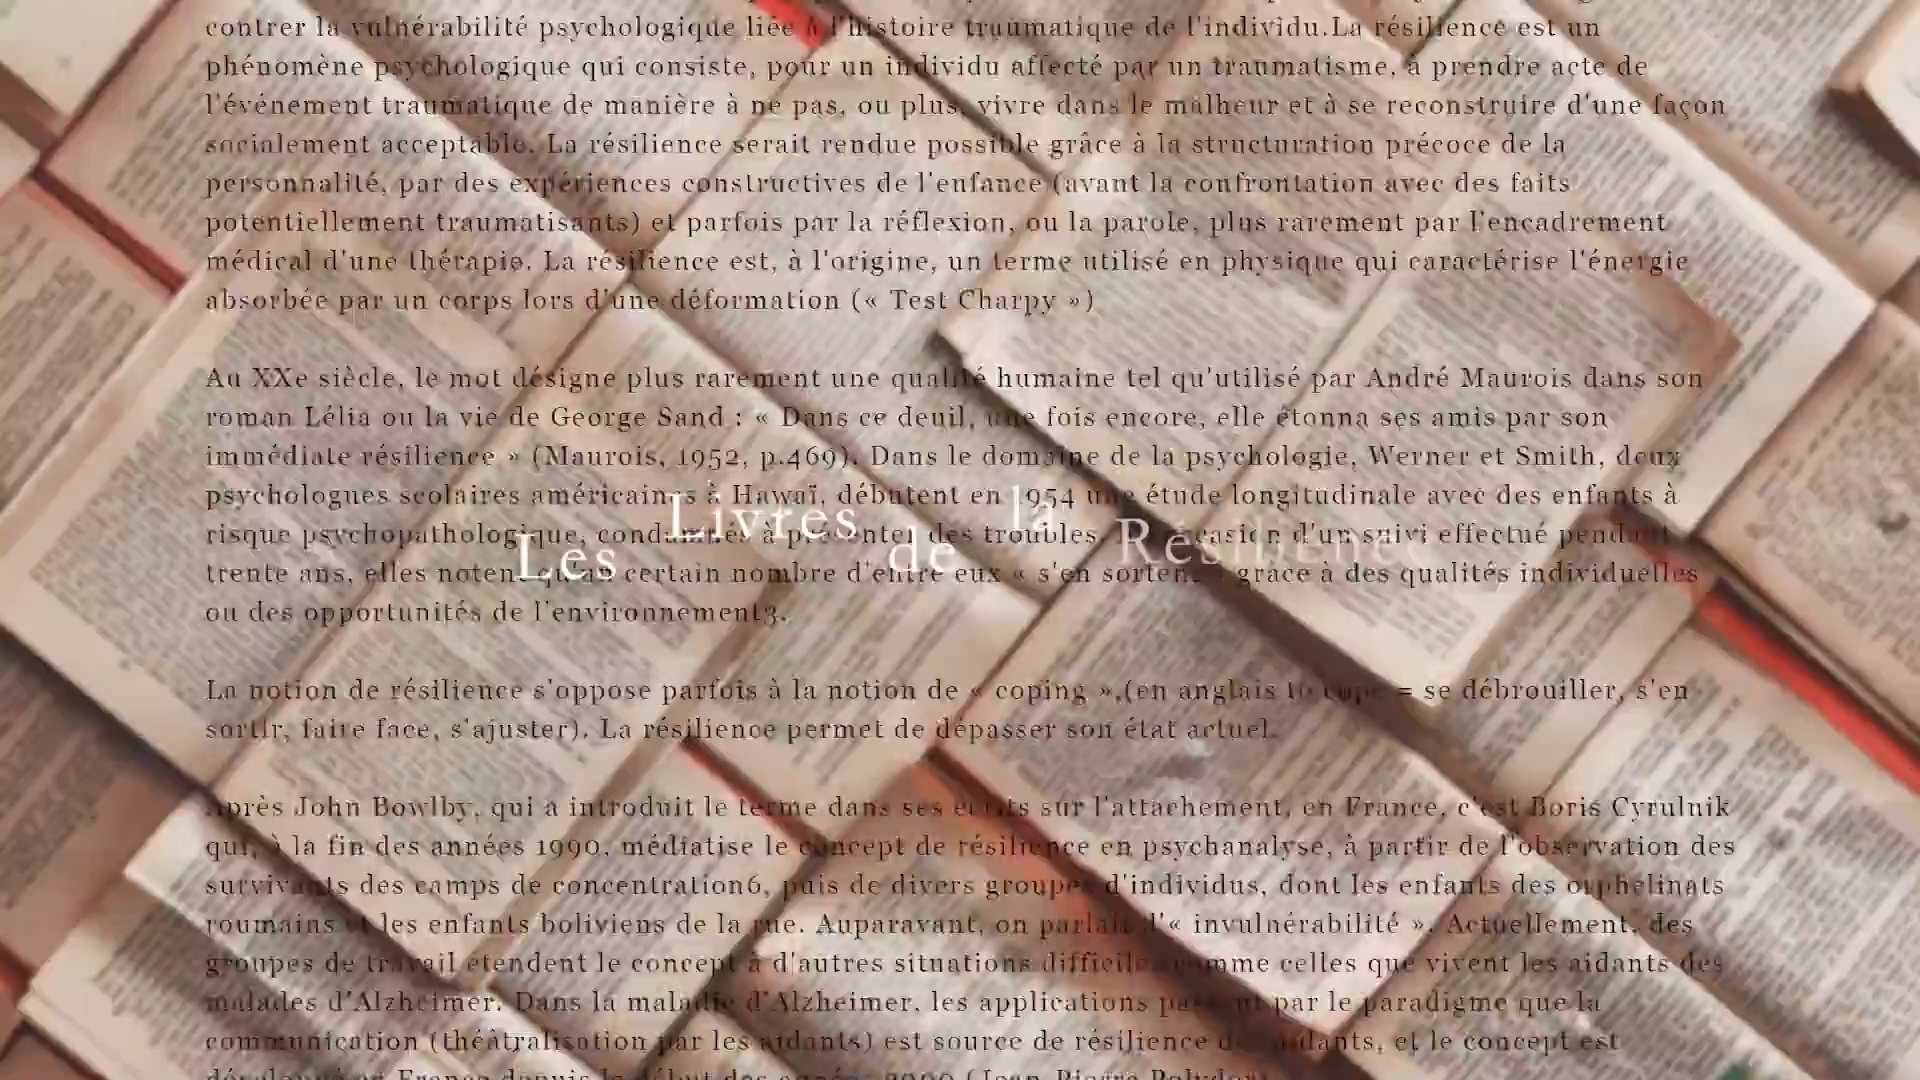 contrer la vulnérabilité psychologique liée à l'histoire traumatique de l'individu.La résilience est un
phénomène psychologique qui consiste, pour un individu affecté par un traumatisme, à prendre acte de
l'événement traumatique de manière à ne pas, ou plus, vivre dans le malheur et à se reconstruire d'une façon
socialement acceptable. La résilience serait rendue possible grâce à la structuration précoce de la
personnalité, par des expériences constructives de l'enfance (avant la confrontation avec des faits
potentiellement traumatisants) et parfois par la réflexion, ou la parole, plus rarement par l'encadrement
médical d'une thérapie. La résilience est, à l'origine, un terme utilisé en physique qui caractérise l'énergie
absorbée par un corps lors d'une déformation (« Test Charpy »)
Au XXe siècle, le mot désigne plus rarement une qualité humaine tel qu'utilisé par André Maurois dans son
roman Lélia ou la vie de George Sand : « Dans ce deuil, une fois encore, elle étonna ses amis par son
immédiate résilience » (Maurois, 1952, p.469). Dans le domaine de la psychologie, Werner et Smith, deux
psychologues scolaires américaines à Hawaï, débutent en 1954 une étude longitudinale avec des enfants à
risque psychopathologique, condamnés à présenter des troubles. d'un suivi effectué pendant
trente ans, elles notent qu'un certain nombre d'entre eux « s'en sortent » grâce à des qualités individuelles
ou des opportunités de l'environnement3.
Les Livres de la Résilience
La notion de résilience s'oppose parfois à la notion de « coping »,(en anglais to cope = se débrouiller, s'en
sortir, faire face, s'ajuster). La résilience permet de dépasser son état actuel.
Après John Bowlby, qui a introduit le terme dans ses écrits sur l'attachement, en France, c'est Boris Cyrulnik
qui, à la fin des années 1990, médiatise le concept de résilience en psychanalyse, à partir de l'observation des
survivants des camps de concentration6, puis de divers groupes d'individus, dont les enfants des orphelinats
roumains et les enfants boliviens de la rue. Auparavant, on parlait d'« invulnérabilité ». Actuellement, des
groupes de travail étendent le concept à d'autres situations difficiles comme celles que vivent les aidants des
malades d'Alzheimer. Dans la maladie d'Alzheimer, les applications passent par le paradigme que la
communication (théâtralisation par les aidants) est source de résilience des aidants, et le concept est